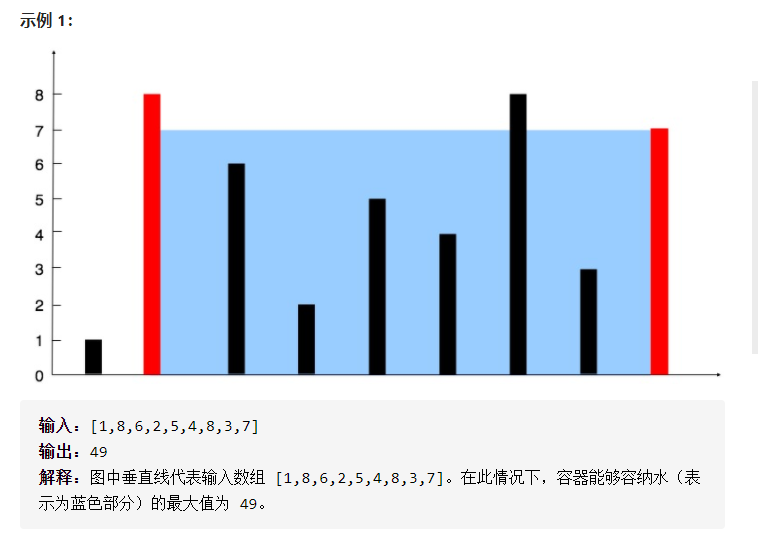 示例 1：
8
7
6
5
4
3
2
1
0
输入：[1,8,6,2,5,4,8,3,7]
输出：49
解释：图中垂直线代表输入数组 [1,8,6,2,5,4,8,3,7]。在此情况下，容器能够容纳水（表
示为蓝色部分）的最大值为 49。